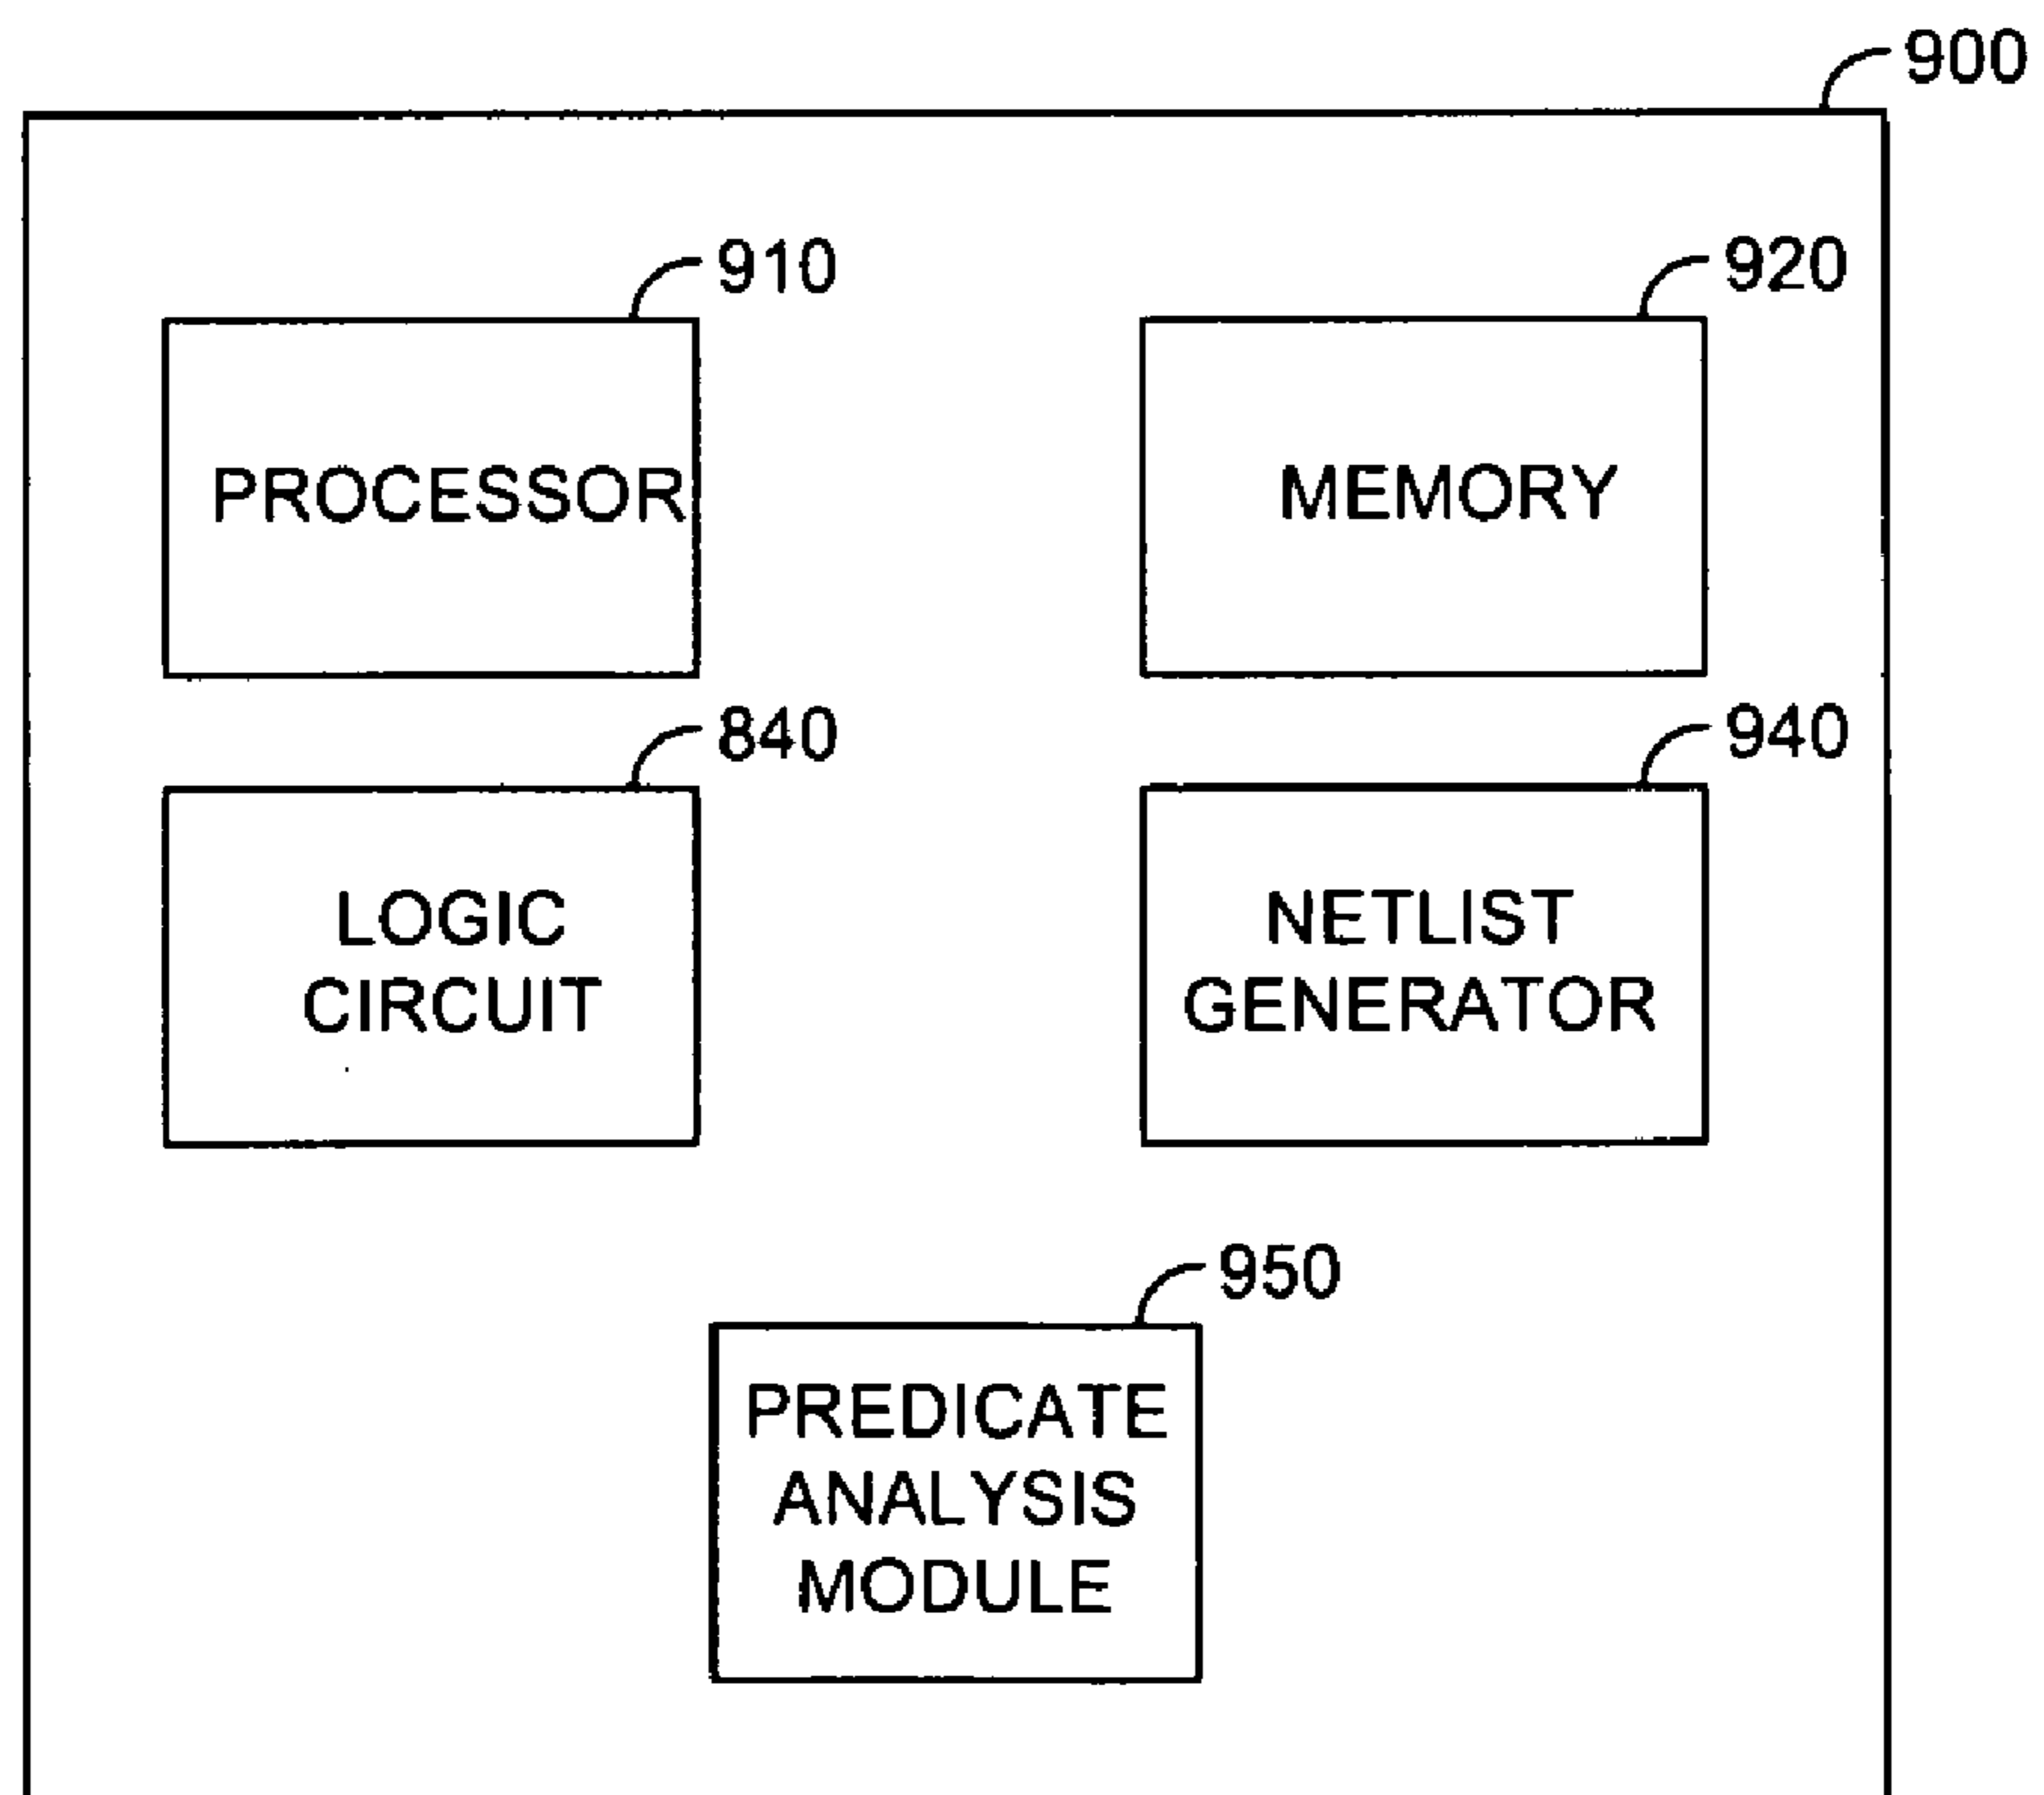 900
910
920
PROCESSOR
MEMORY
840
940
LOGIC
CIRCUIT
NETLIST
GENERATOR
950
PREDICATE
ANALYSIS
MODULE